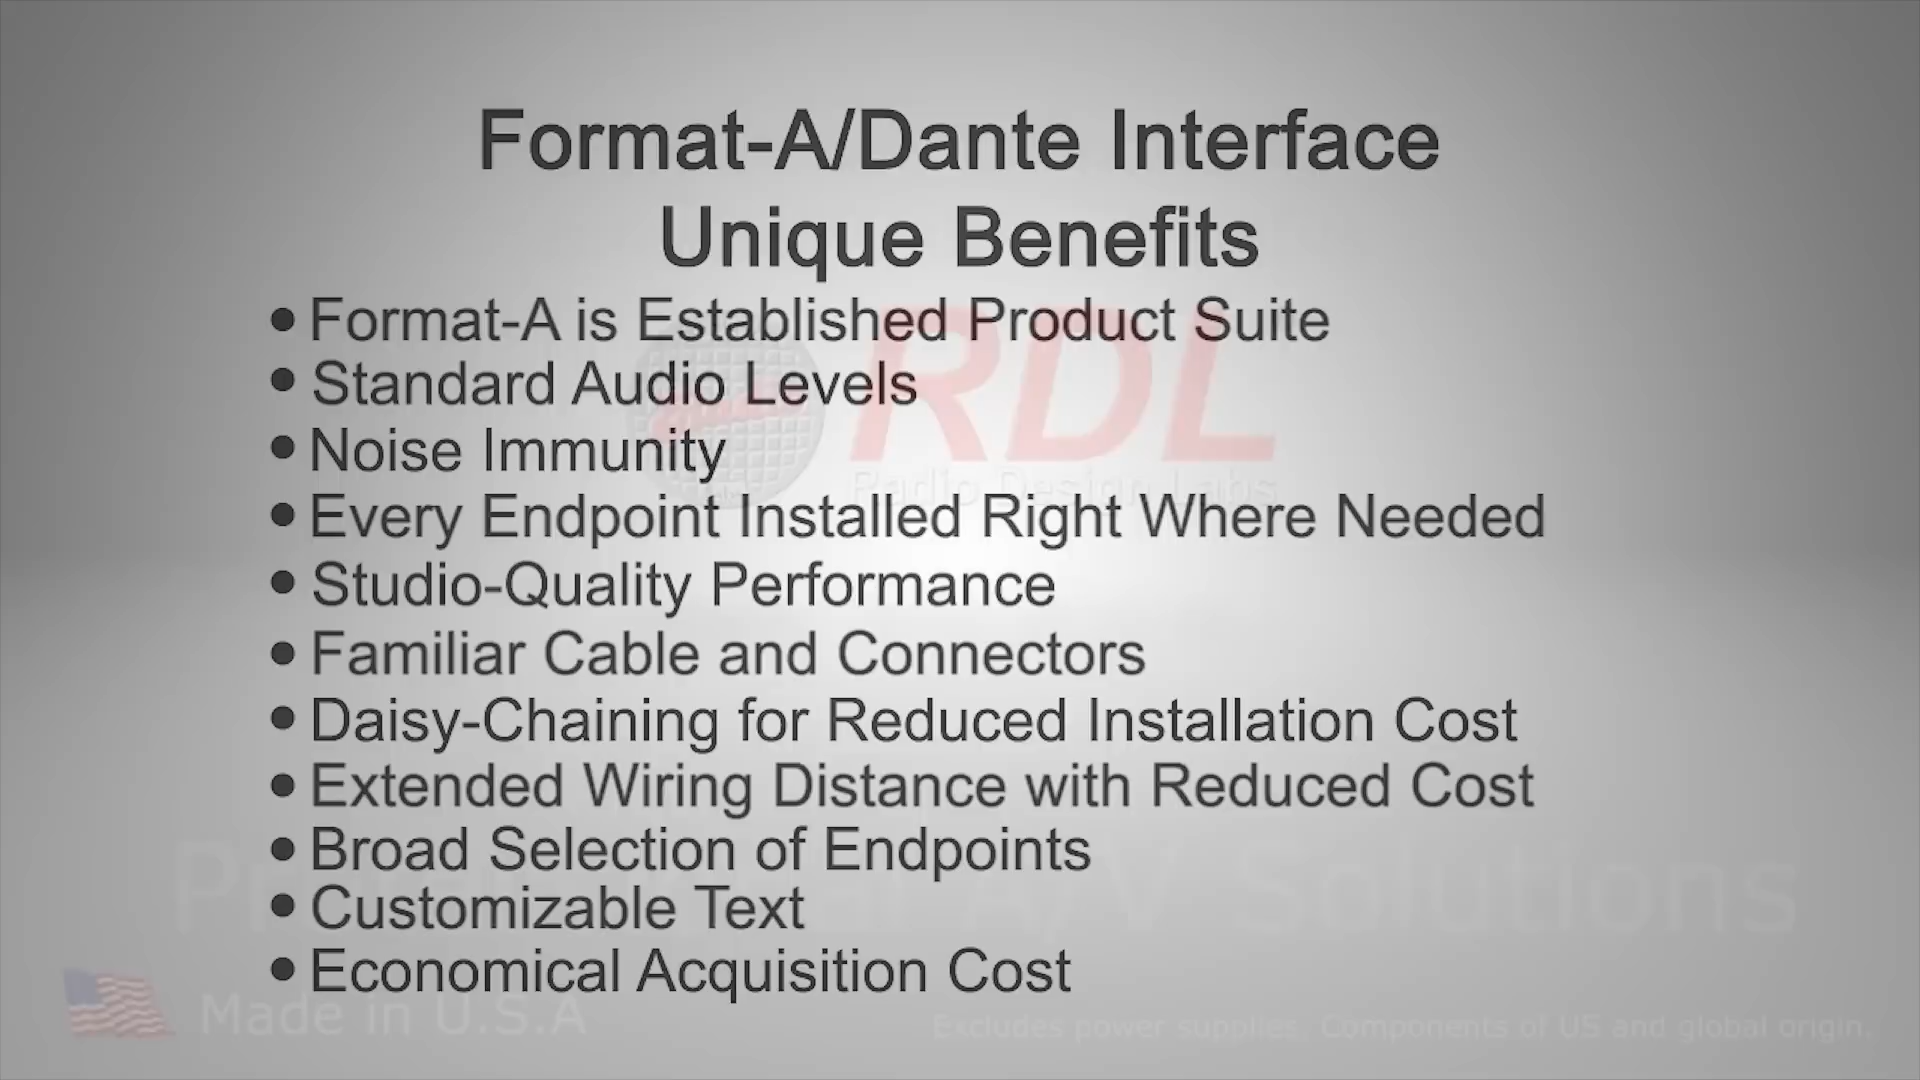 Format-A/Dante Interface
Unique Benefits
• Format-A is Established Product Suite
• Standard Audio Levels
RDL
• Noise Immunity
Radio Design Labs
• Every Endpoint Installed Right Where Needed
• Studio-Quality Performance
• Familiar Cable and Connectors
• Daisy-Chaining for Reduced Installation Cost
• Extended Wiring Distance with Reduced Cost
• Broad Selection of Endpoints
A/V Solutions
• Customizable Text
• Economical Acquisition Cost
Made in U.S.A
Excludes power supplies. Components of US and global origin.